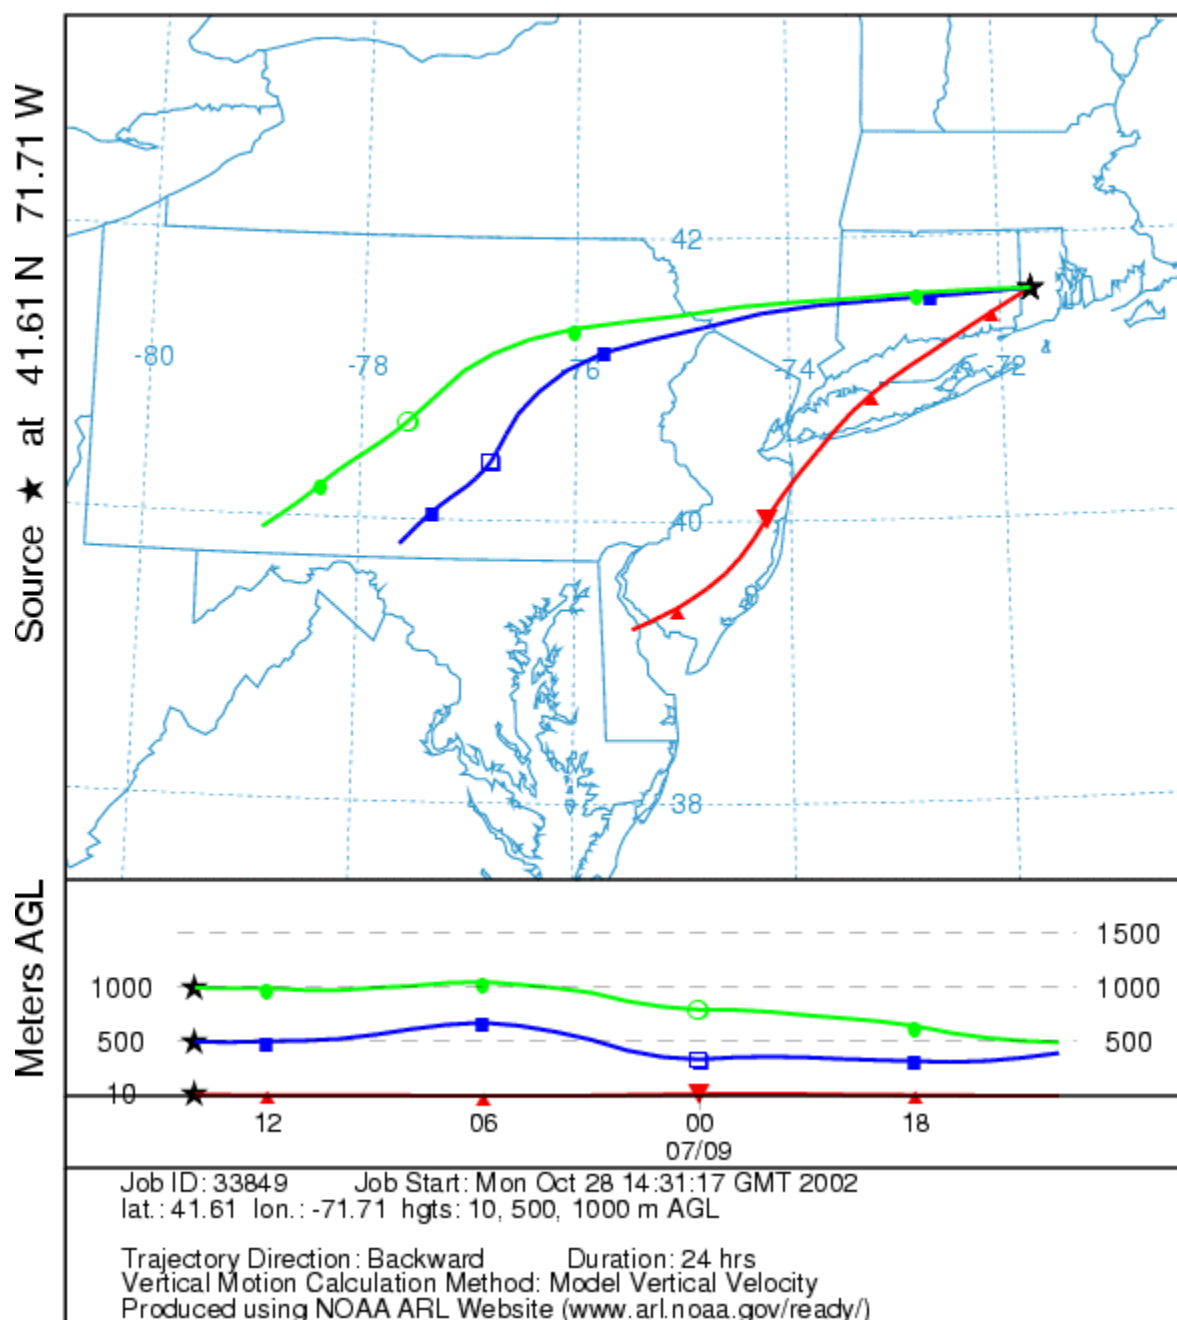 Source ★ at 41.61 N 71.71 W
42
-80
-78
-76
-74
-72
40
38
Meters AGL
1500
1000
1000
500
500
10
12 06 00 18
07/09
Job ID: 33849 Job Start: Mon Oct 28 14:31:17 GMT 2002
lat.: 41.61 lon.: -71.71 hgts: 10, 500, 1000 m AGL
Trajectory Direction: Backward Duration: 24 hrs
Vertical Motion Calculation Method: Model Vertical Velocity
Produced using NOAA ARL Website (www.arl.noaa.gov/ready/)